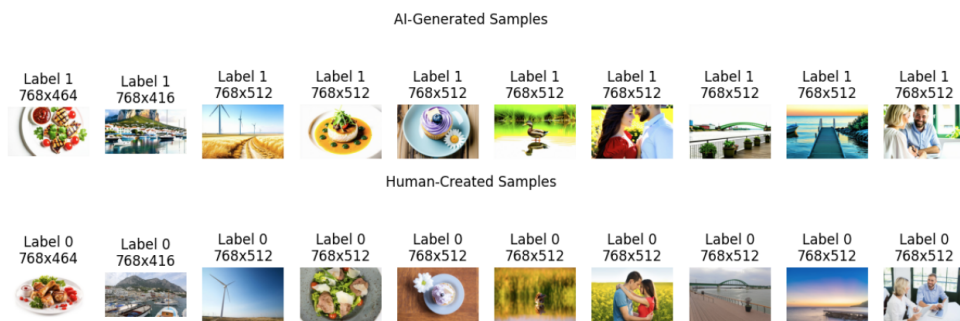 AI-Generated Samples
Label 1 Label 1 Label 1 Label 1 Label 1 Label 1 Label 1 Label 1 Label 1 Label 1
768x464 768x416 768x512 768x512 768x512 768x512 768x512 768x512 768x512 768x512
Human-Created Samples
Label 0 Label 0 Label 0 Label 0 Label 0 Label 0 Label 0 Label 0 Label 0 Label 0
768x464 768x416 768x512 768x512 768x512 768x512 768x512 768x512 768x512 768x512